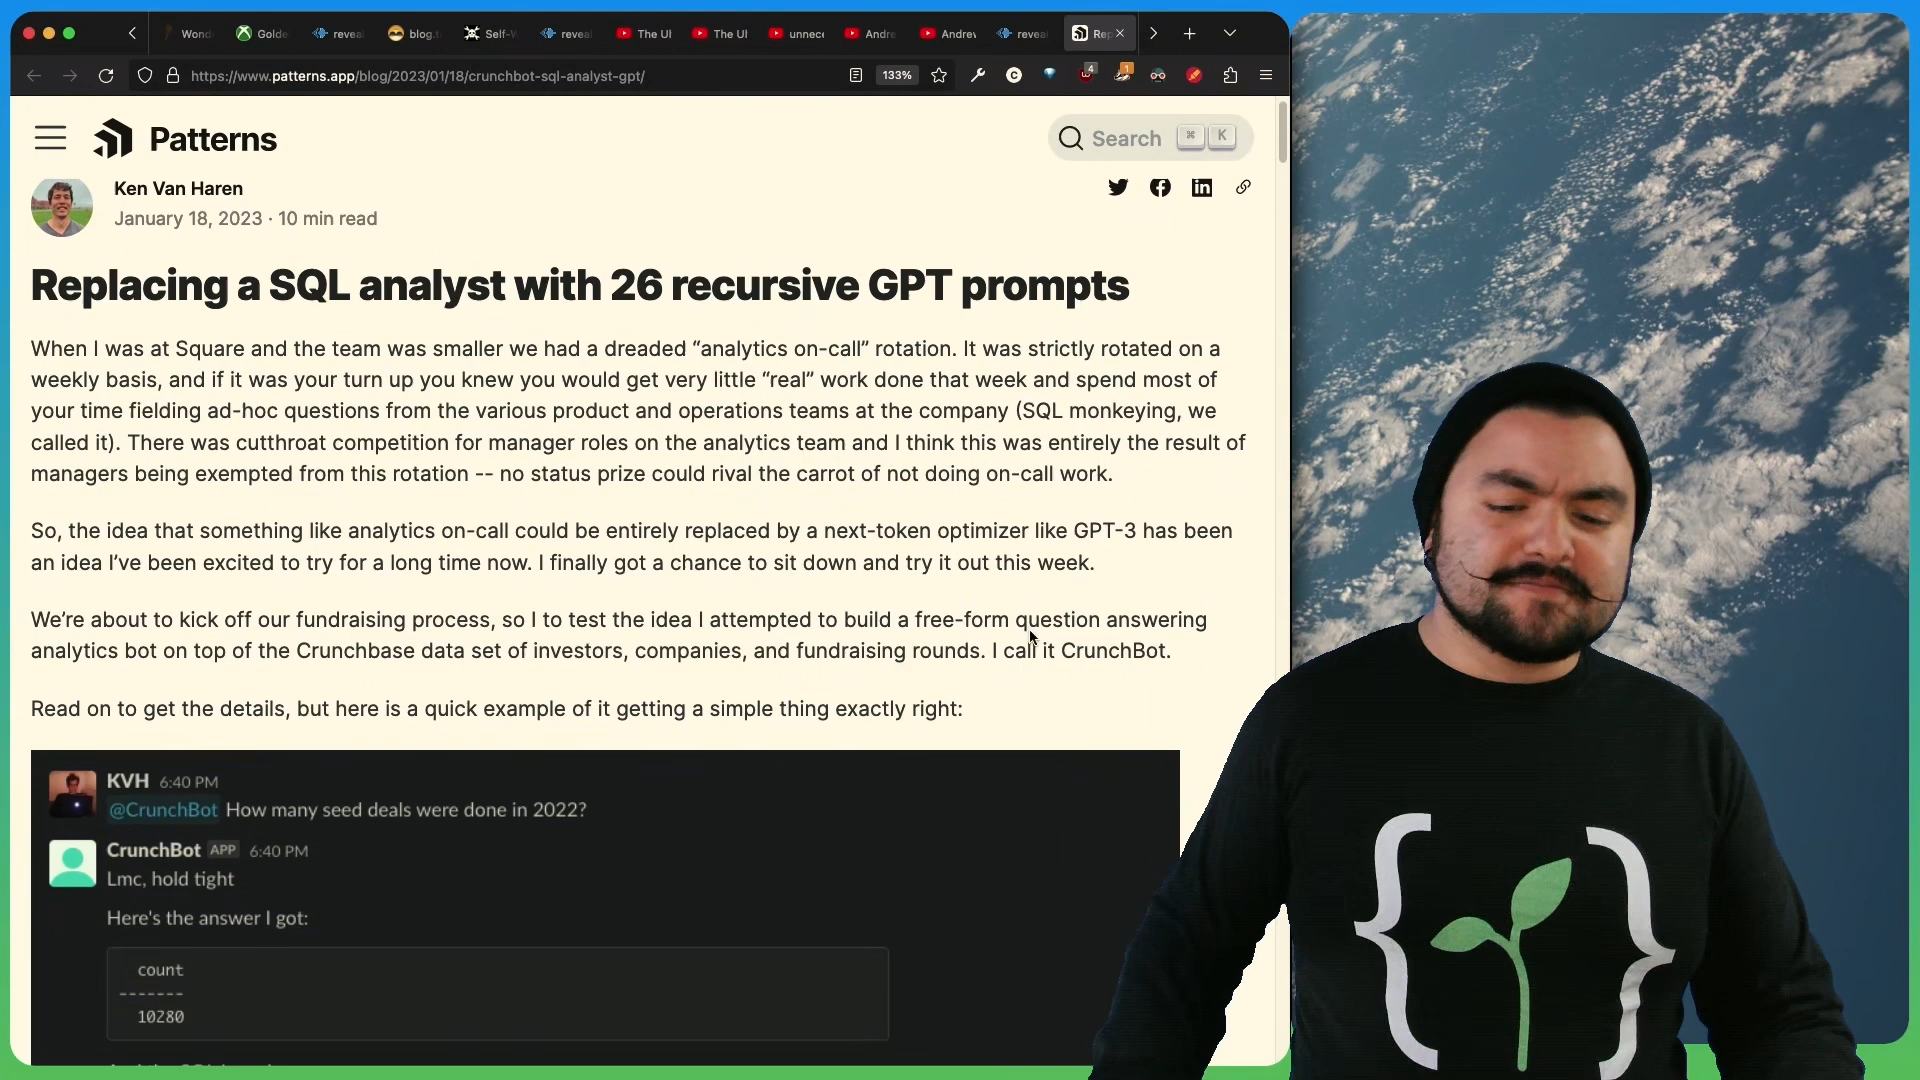 Wond
Golde
revea
blog.t
Self-W
revea
The UI
The UI
unnece
Andre
Andrew
revea
Rep
https://www.patterns.app/blog/2023/01/18/crunchbot-sql-analyst-gpt/
133%
4
1
Patterns
Search ⌘ K
Ken Van Haren
January 18, 2023 · 10 min read
Replacing a SQL analyst with 26 recursive GPT prompts
When I was at Square and the team was smaller we had a dreaded “analytics on-call” rotation. It was strictly rotated on a
weekly basis, and if it was your turn up you knew you would get very little “real” work done that week and spend most of
your time fielding ad-hoc questions from the various product and operations teams at the company (SQL monkeying, we
called it). There was cutthroat competition for manager roles on the analytics team and I think this was entirely the result of
managers being exempted from this rotation -- no status prize could rival the carrot of not doing on-call work.
So, the idea that something like analytics on-call could be entirely replaced by a next-token optimizer like GPT-3 has been
an idea I’ve been excited to try for a long time now. I finally got a chance to sit down and try it out this week.
We’re about to kick off our fundraising process, so I to test the idea I attempted to build a free-form question answering
analytics bot on top of the Crunchbase data set of investors, companies, and fundraising rounds. I call it CrunchBot.
Read on to get the details, but here is a quick example of it getting a simple thing exactly right:
KVH 6:40 PM
@CrunchBot How many seed deals were done in 2022?
CrunchBot APP 6:40 PM
Lmc, hold tight
Here's the answer I got:
count
-------
10280